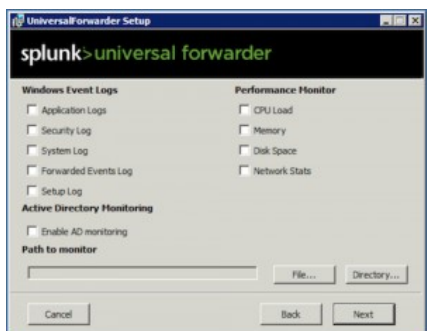 UniversalForwarder Setup
splunk>universal forwarder
Windows Event Logs
Performance Monitor
Application Logs
CPU Load
Security Log
Memory
System Log
Disk Space
Forwarded Events Log
Network Stats
Setup Log
Active Directory Monitoring
Enable AD monitoring
Path to monitor
File...
Directory...
Cancel
Back
Next